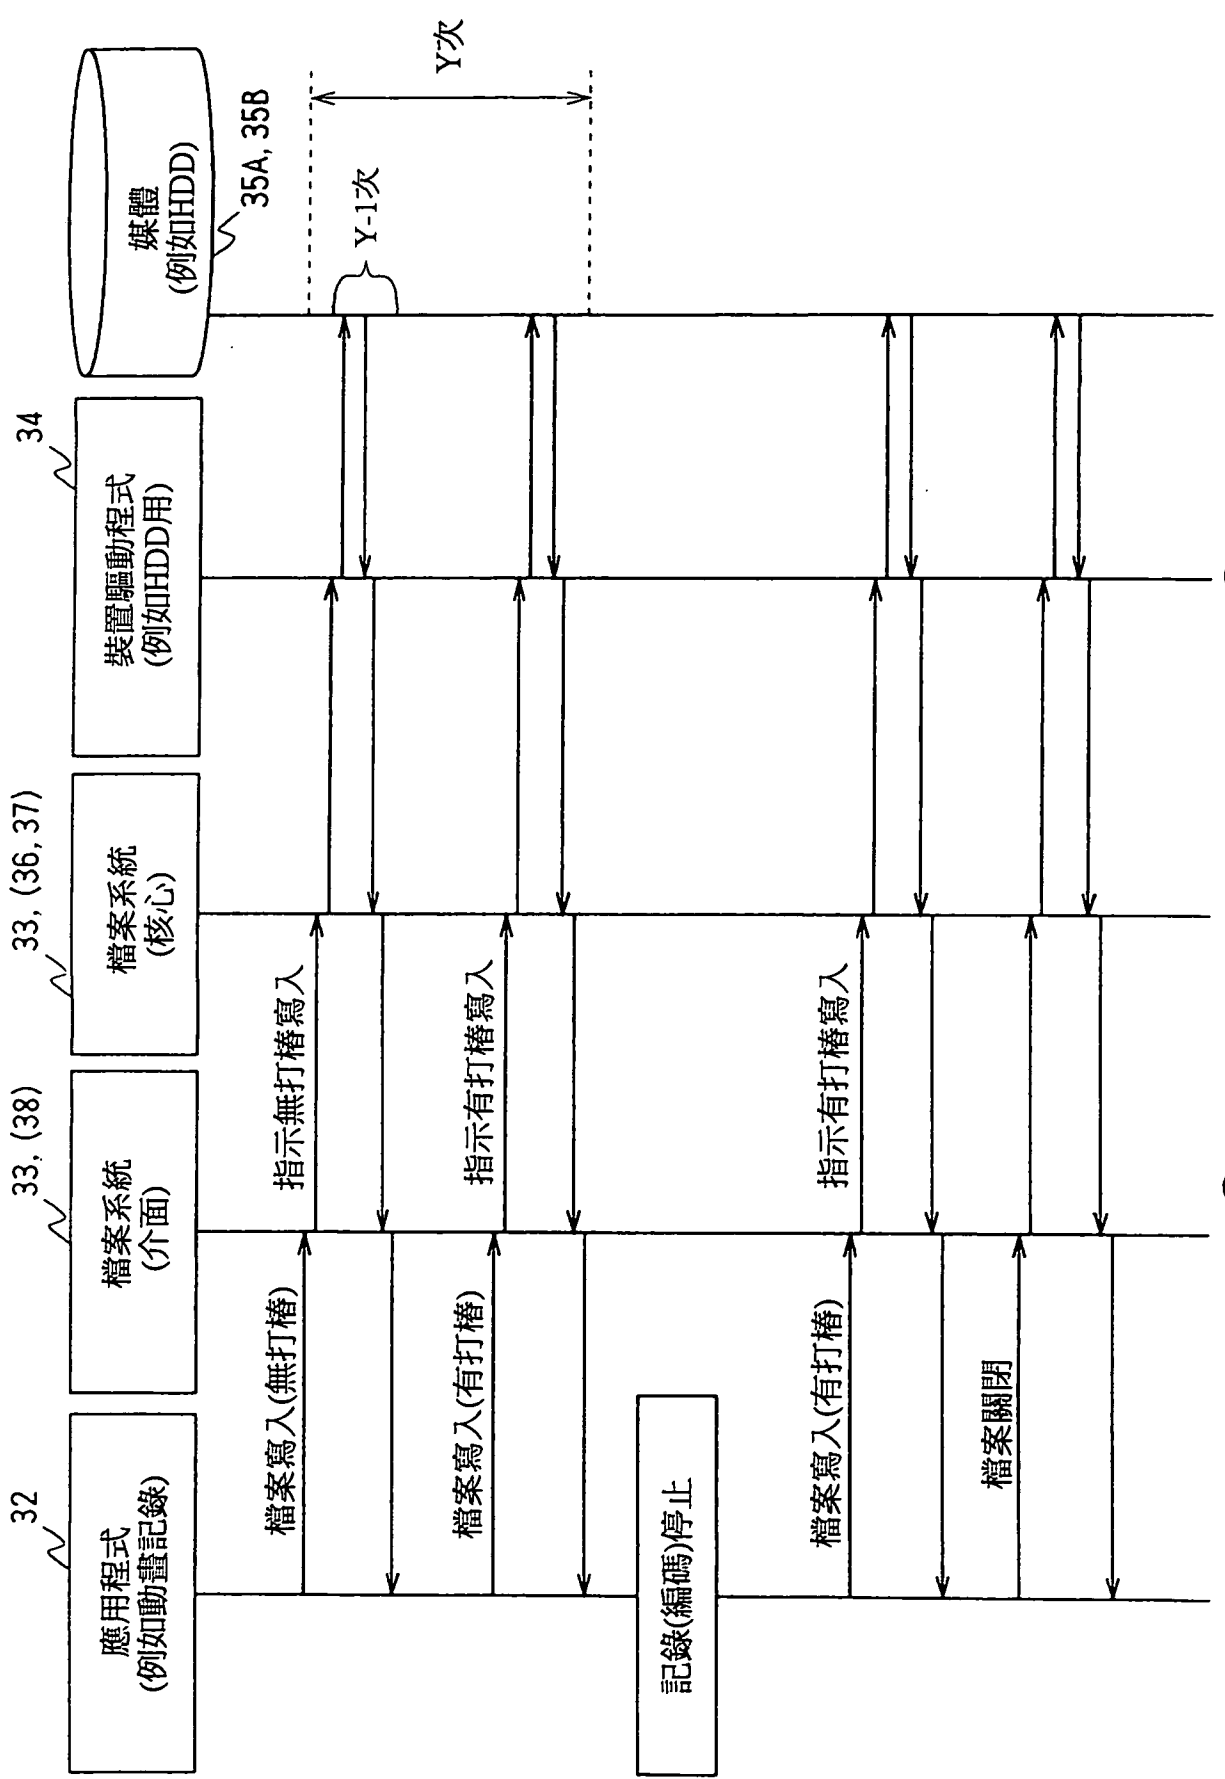 32
應用程式
(例如動畫記錄)
33, (38)
檔案系統
(介面)
33, (36, 37)
檔案系統
(核心)
34
裝置驅動程式
(例如HDD用)
媒體
(例如HDD)
35A, 35B
檔案寫入(無打樁)
指示無打樁寫入
Y-1次
Y次
檔案寫入(有打樁)
指示有打樁寫入
記錄(編碼)停止
檔案寫入(有打樁)
指示有打樁寫入
檔案關閉